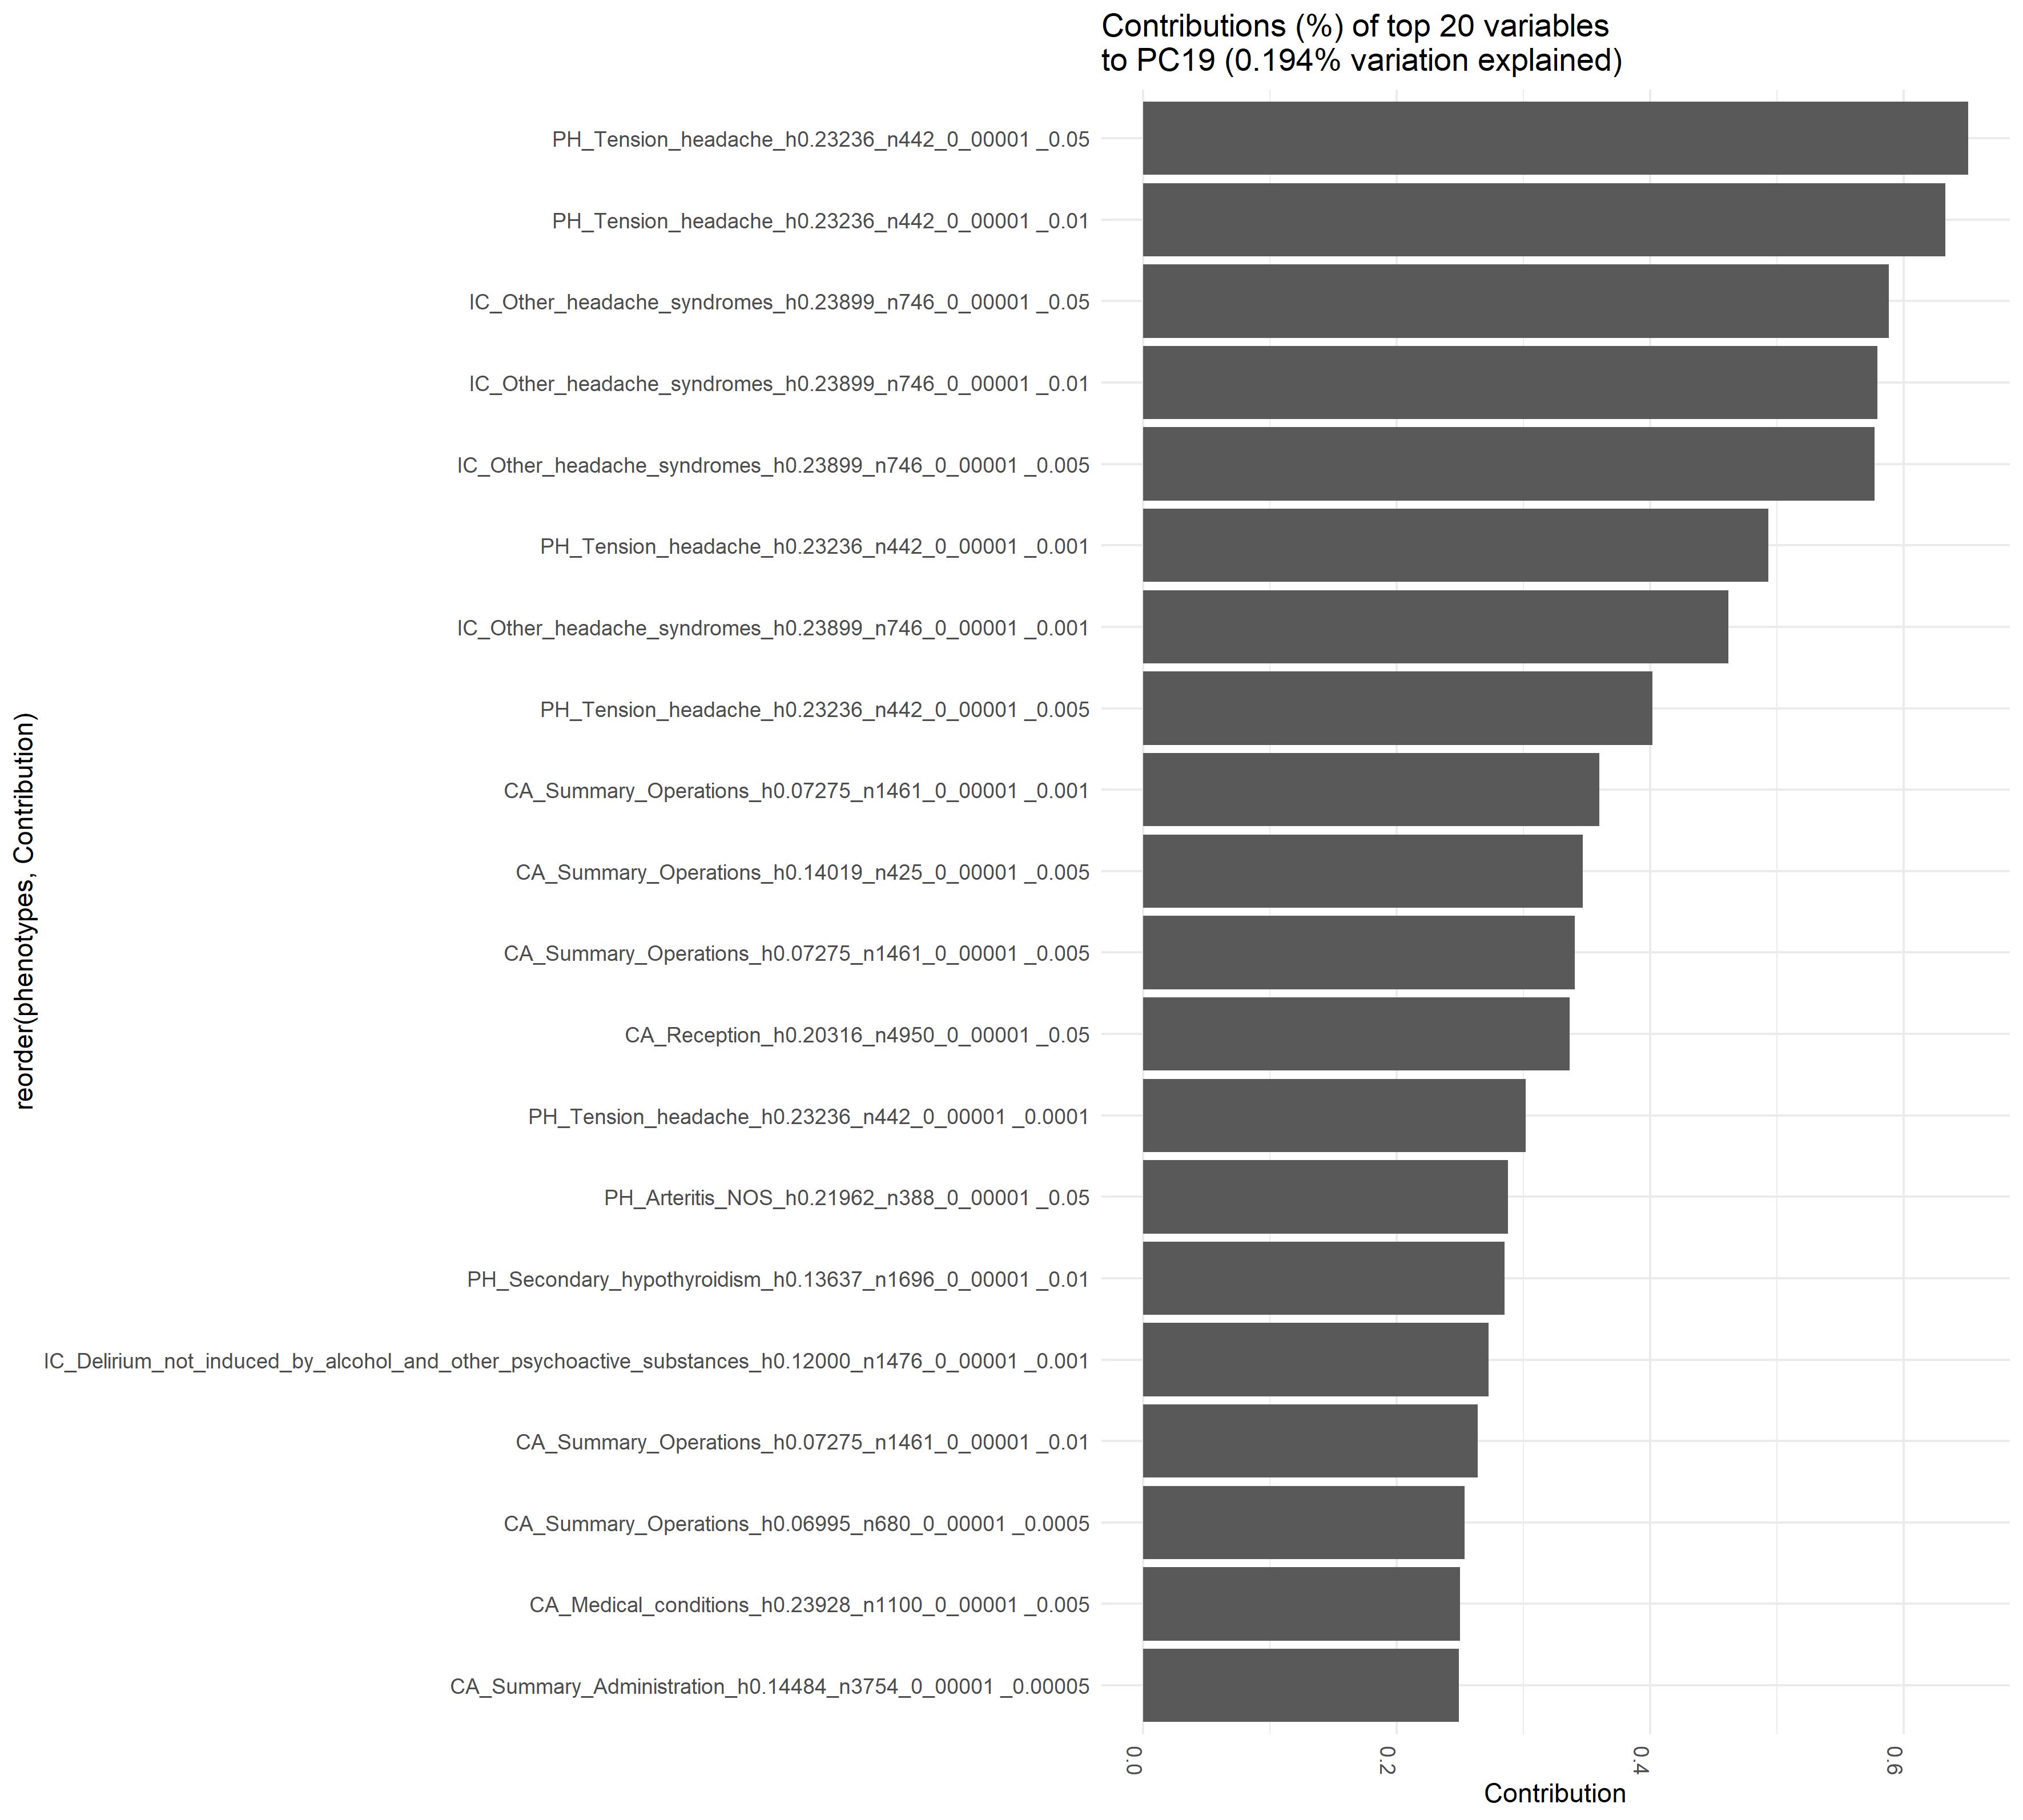 Contributions (%) of top 20 variables
to PC19 (0.194% variation explained)
PH_Tension_headache_h0.23236_n442_0_00001 _0.05
PH_Tension_headache_h0.23236_n442_0_00001 _0.01
IC_Other_headache_syndromes_h0.23899_n746_0_00001 _0.05
IC_Other_headache_syndromes_h0.23899_n746_0_00001 _0.01
IC_Other_headache_syndromes_h0.23899_n746_0_00001 _0.005
PH_Tension_headache_h0.23236_n442_0_00001 _0.001
IC_Other_headache_syndromes_h0.23899_n746_0_00001 _0.001
PH_Tension_headache_h0.23236_n442_0_00001 _0.005
CA_Summary_Operations_h0.07275_n1461_0_00001 _0.001
CA_Summary_Operations_h0.14019_n425_0_00001 _0.005
CA_Summary_Operations_h0.07275_n1461_0_00001 _0.005
CA_Reception_h0.20316_n4950_0_00001 _0.05
PH_Tension_headache_h0.23236_n442_0_00001 _0.0001
PH_Arteritis_NOS_h0.21962_n388_0_00001 _0.05
PH_Secondary_hypothyroidism_h0.13637_n1696_0_00001 _0.01
IC_Delirium_not_induced_by_alcohol_and_other_psychoactive_substances_h0.12000_n1476_0_00001 _0.001
CA_Summary_Operations_h0.07275_n1461_0_00001 _0.01
CA_Summary_Operations_h0.06995_n680_0_00001 _0.0005
CA_Medical_conditions_h0.23928_n1100_0_00001 _0.005
CA_Summary_Administration_h0.14484_n3754_0_00001 _0.00005
reorder(phenotypes, Contribution)
0.0
0.2
0.4
0.6
Contribution